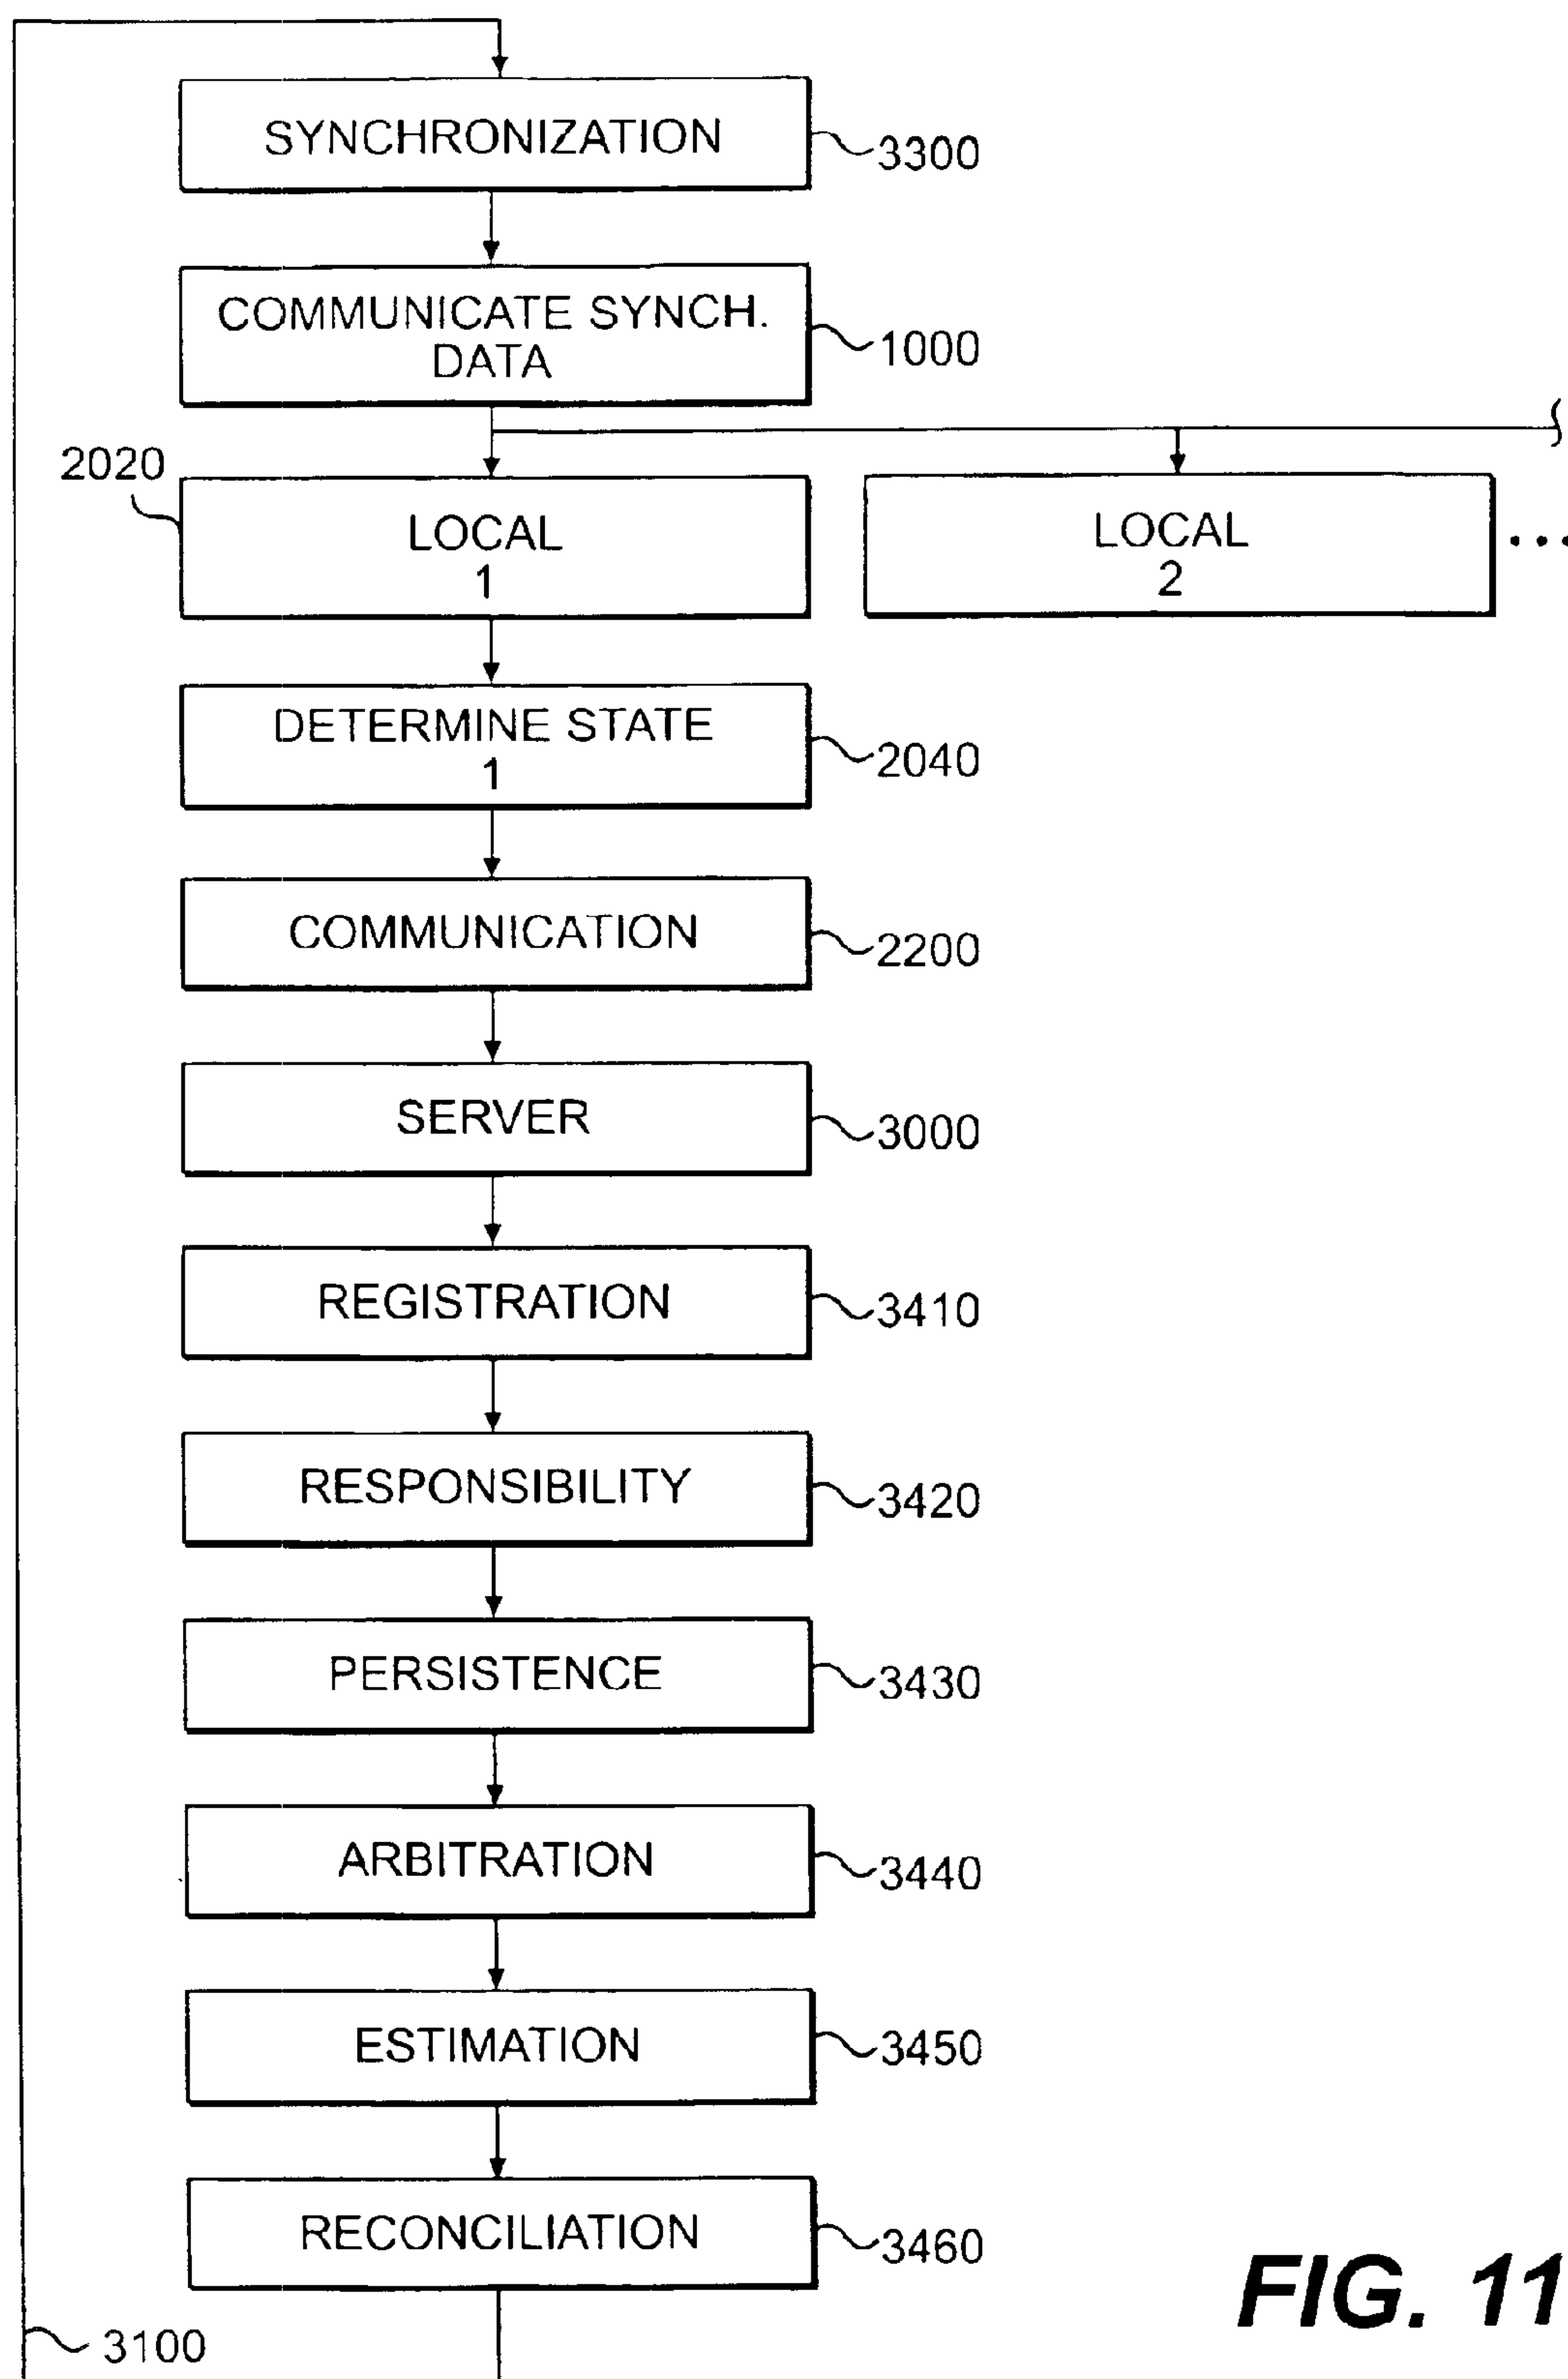 SYNCHRONIZATION
3300
COMMUNICATE SYNCH.
DATA
1000
2020
LOCAL
1
LOCAL
2
...
DETERMINE STATE
1
2040
COMMUNICATION
2200
SERVER
3000
REGISTRATION
3410
RESPONSIBILITY
3420
PERSISTENCE
3430
ARBITRATION
3440
ESTIMATION
3450
RECONCILIATION
3460
3100
FIG. 11